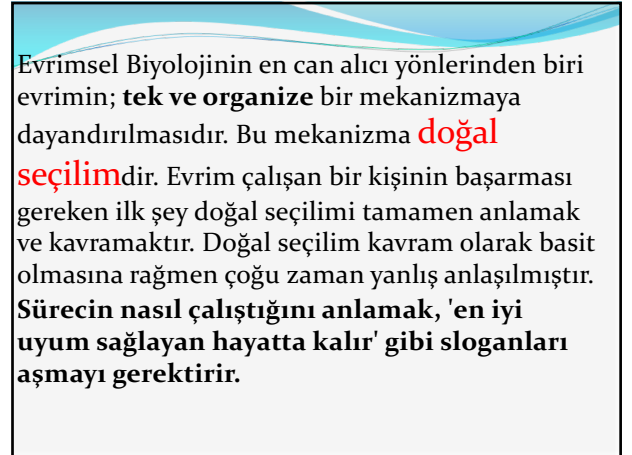 Evrimsel Biyolojinin en can alıcı yönlerinden biri
evrimin; tek ve organize bir mekanizmaya
dayandırılmasıdır. Bu mekanizma doğal
seçilimdir. Evrim çalışan bir kişinin başarması
gereken ilk şey doğal seçilimi tamamen anlamak
ve kavramaktır. Doğal seçilim kavram olarak basit
olmasına rağmen çoğu zaman yanlış anlaşılmıştır.
Sürecin nasıl çalıştığını anlamak, 'en iyi
uyum sağlayan hayatta kalır' gibi sloganları
aşmayı gerektirir.